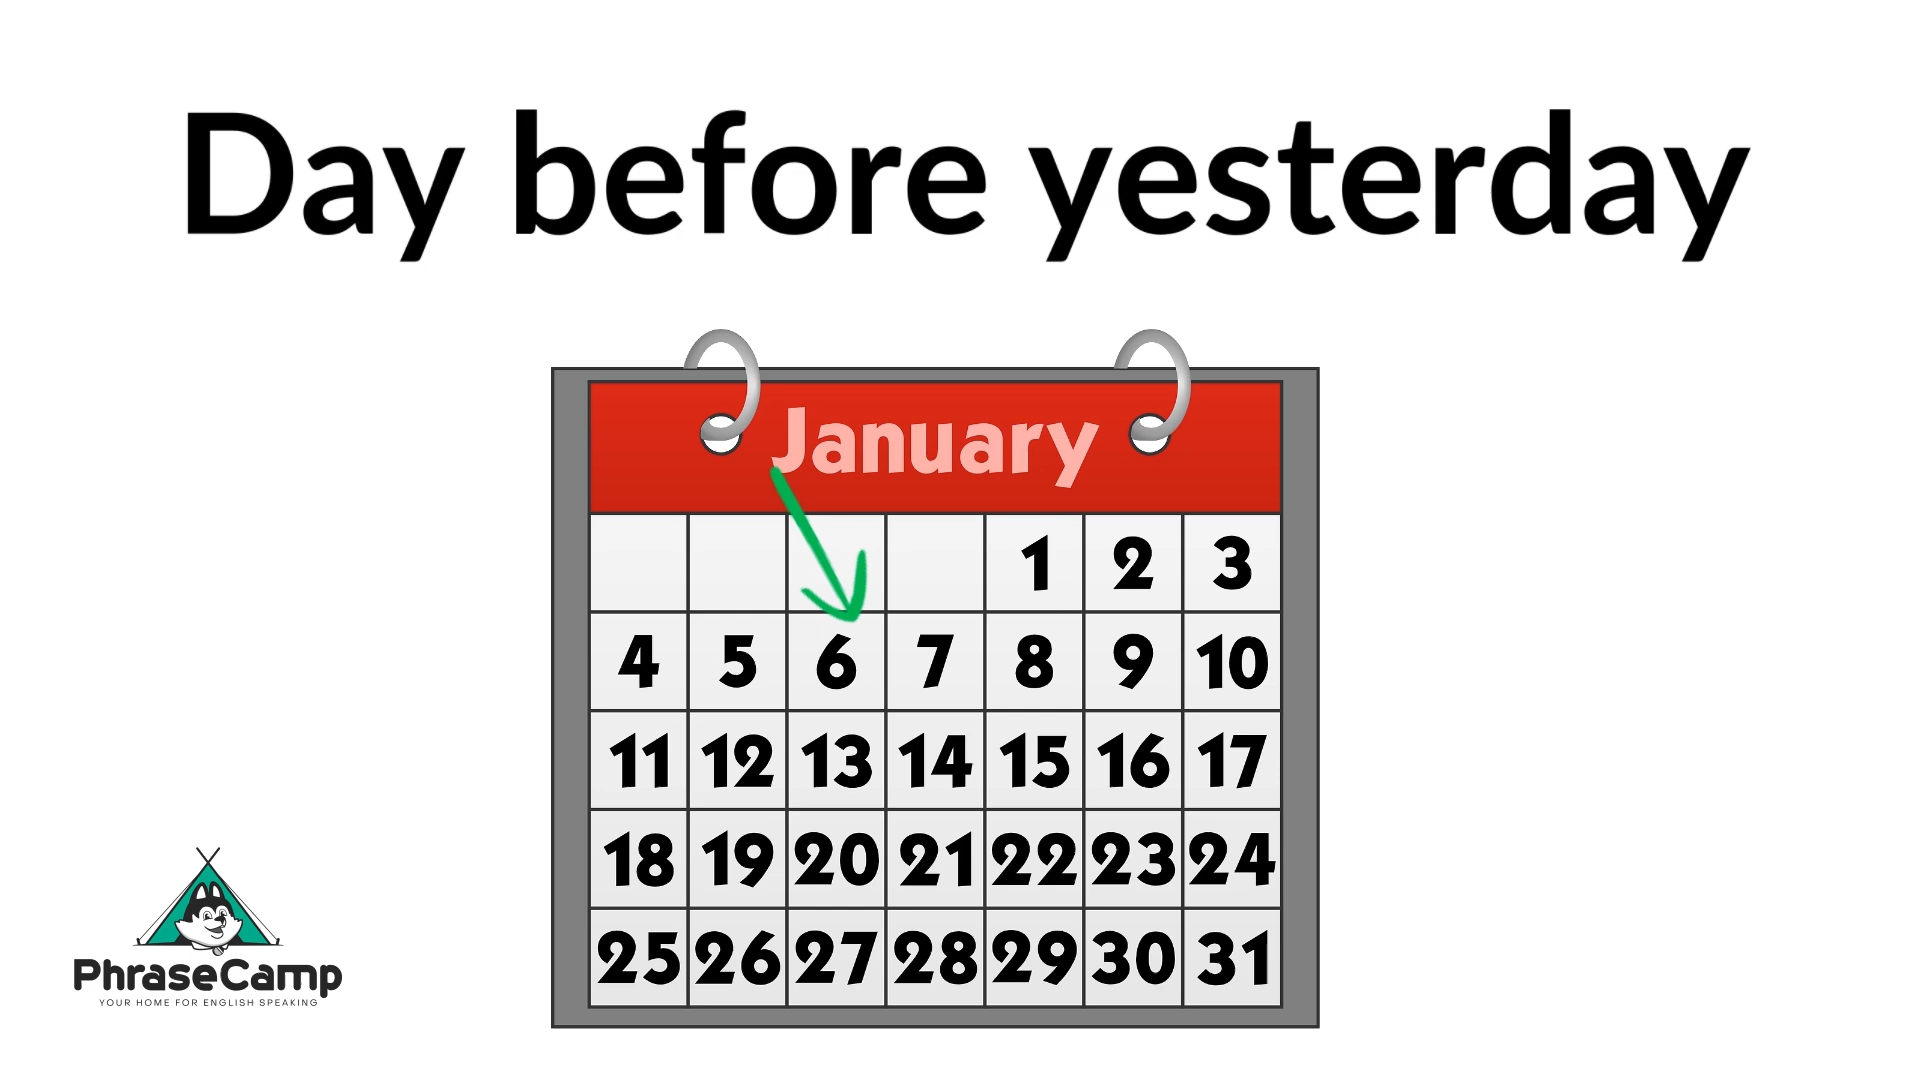 Day before yesterday
January
1 2 3
4 5 6 7 8 9 10
11 12 13 14 15 16 17
18 19 20 21 22 23 24
25 26 27 28 29 30 31
PhraseCamp
YOUR HOME FOR ENGLISH SPEAKING